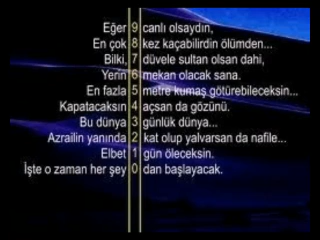 Eğer 9 canlı olsaydın,
En çok 8 kez kaçabilirdin ölümden...
Bilki, 7 düvele sultan olsan dahi,
Yerin 6 mekan olacak sana.
En fazla 5 metre kumaş götürebileceksin...
Kapatacaksın 4 açsan da gözünü.
Bu dünya 3 günlük dünya...
Azrailin yanında 2 kat olup yalvarsan da nafile...
Elbet 1 gün öleceksin.
İşte o zaman her şey 0 dan başlayacak.